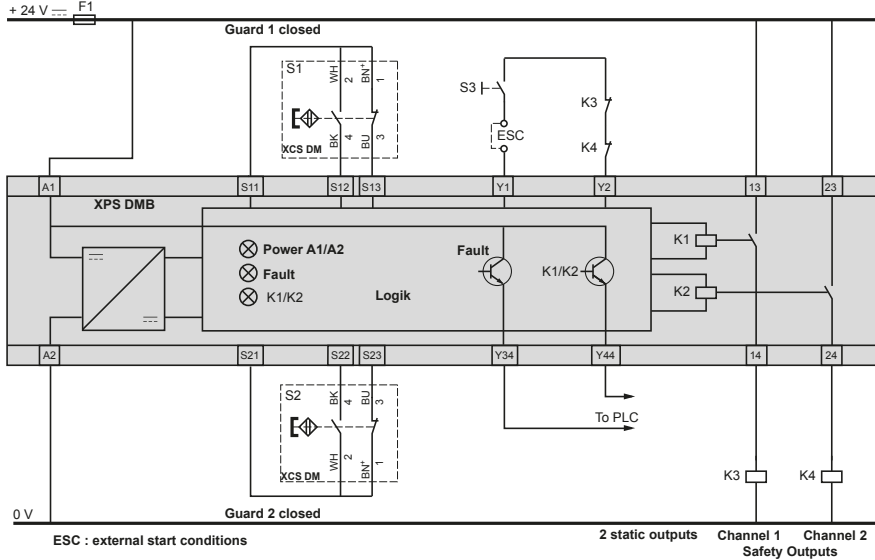 + 24 V F1
Guard 1 closed
S1
WH 2 BN+ 1
BK 4 BU 3
XCS DM
S3
ESC
K3
K4
A1 S11 S12 S13 Y1 Y2 13 23
XPS DMB
Power A1/A2
Fault
K1/K2
Logik
Fault
K1/K2
K1
K2
A2 S21 S22 S23 Y34 Y44 14 24
S2
BK 4 BU 3
WH 2 BN+ 1
XCS DM
To PLC
K3 K4
0 V
Guard 2 closed
ESC : external start conditions
2 static outputs Channel 1 Channel 2
Safety Outputs